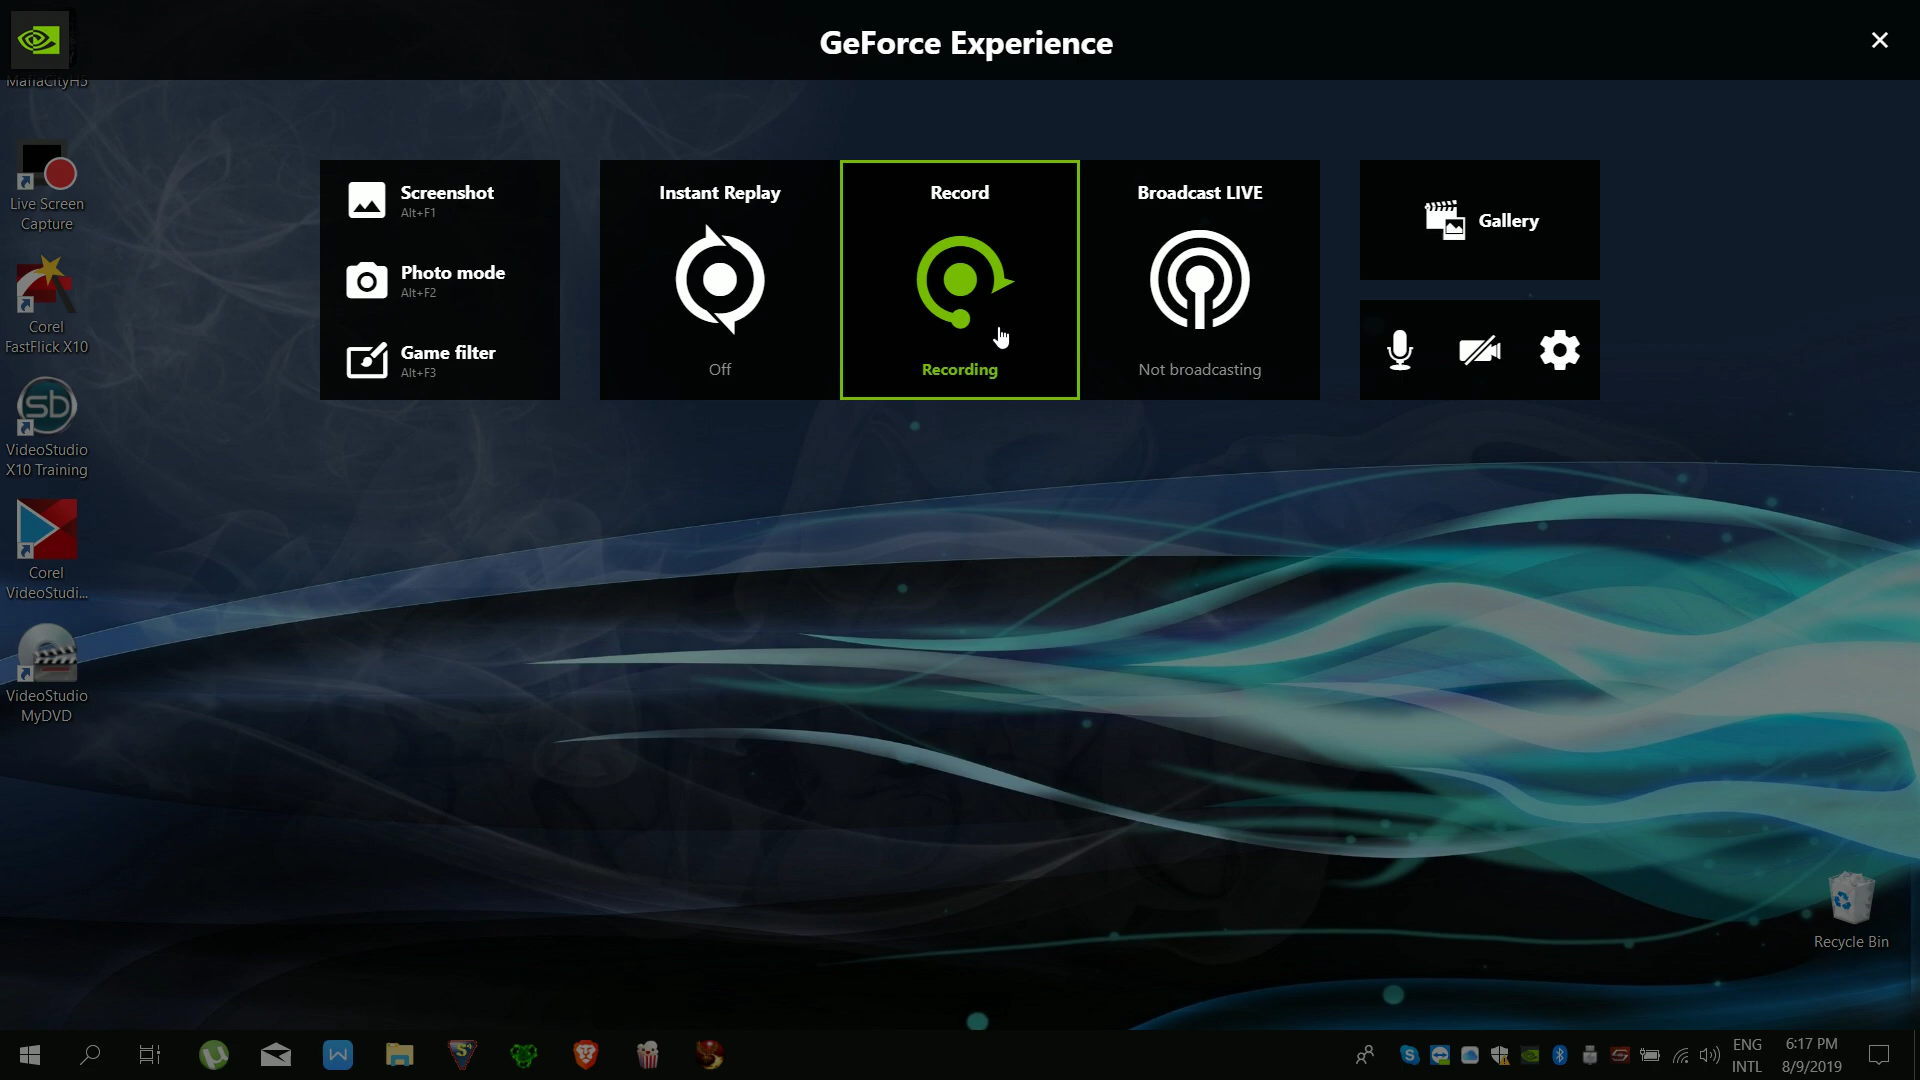 GeForce Experience
MafiaCityH5
Live Screen
Capture
Corel
FastFlick X10
VideoStudio
X10 Training
Corel
VideoStudi...
VideoStudio
MyDVD
Screenshot
Alt+F1
Photo mode
Alt+F2
Game filter
Alt+F3
Instant Replay
Off
Record
Recording
Broadcast LIVE
Not broadcasting
Gallery
Recycle Bin
ENG
INTL
6:17 PM
8/9/2019